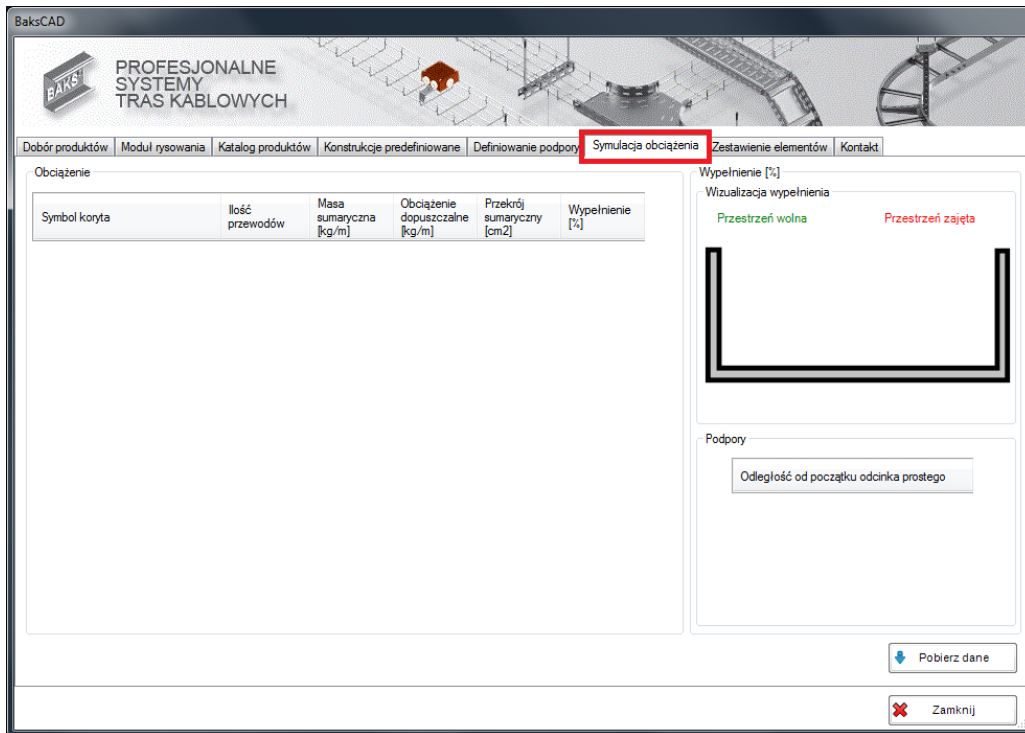 BaksCAD
BAKS
PROFESJONALNE
SYSTEMY
TRAS KABLOWYCH
Dobór produktów Moduł rysowania Katalog produktów Konstrukcje predefiniowane Definiowanie podpory Symulacja obciążenia Zestawienie elementów Kontakt
Obciążenie
Symbol koryta
Ilość
przewodów
Masa
sumaryczna
[kg/m]
Obciążenie
dopuszczalne
[kg/m]
Przekrój
sumaryczny
[cm2]
Wypełnienie
[%]
Wypełnienie [%]
Wizualizacja wypełnienia
Przestrzeń wolna Przestrzeń zajęta
Podpory
Odległość od początku odcinka prostego
Pobierz dane
Zamknij